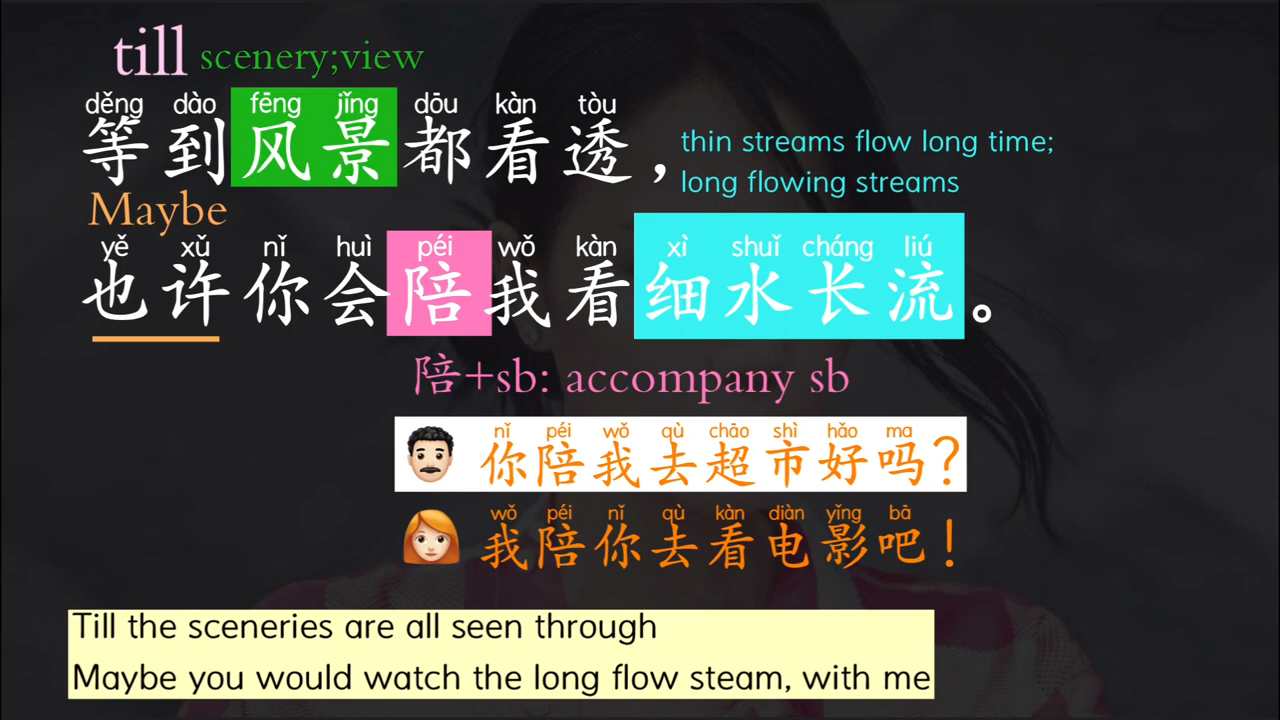 till scenery;view
děng dào fēng jǐng dōu kàn tòu
等到风景都看透，
thin streams flow long time;
long flowing streams
Maybe
yě xǔ nǐ huì péi wǒ kàn xì shuǐ cháng liú
也许你会陪我看细水长流。
陪+sb: accompany sb
nǐ péi wǒ qù chāo shì hǎo ma
你陪我去超市好吗？
wǒ péi nǐ qù kàn diàn yǐng bā
我陪你去看电影吧！
Till the sceneries are all seen through
Maybe you would watch the long flow steam, with me